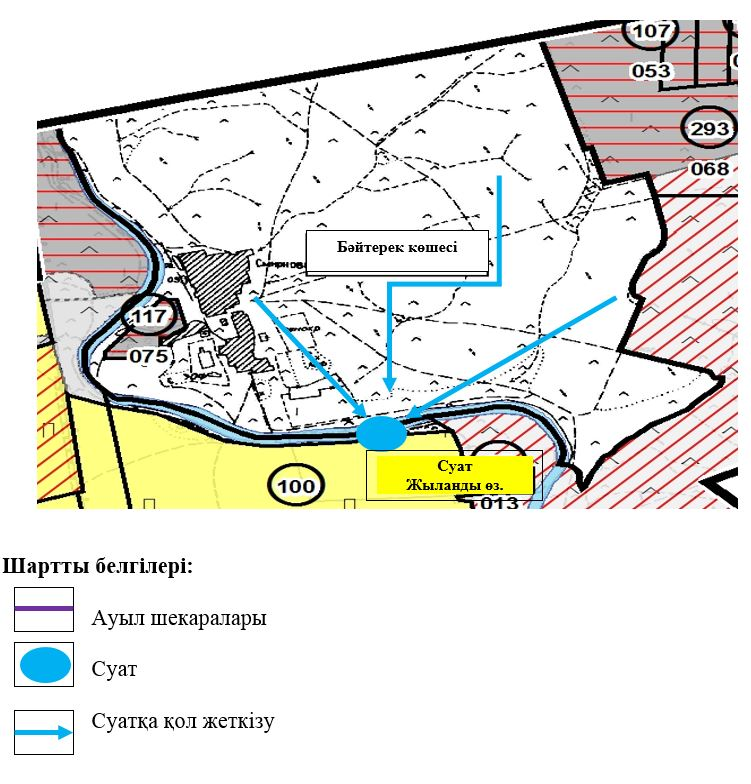 107
053
293
068
Бәйтерек көшесі
117
075
100
Суат
Жыланды өз.
013
Шартты белгілері:
Ауыл шекаралары
Суат
Суатқа қол жеткізу